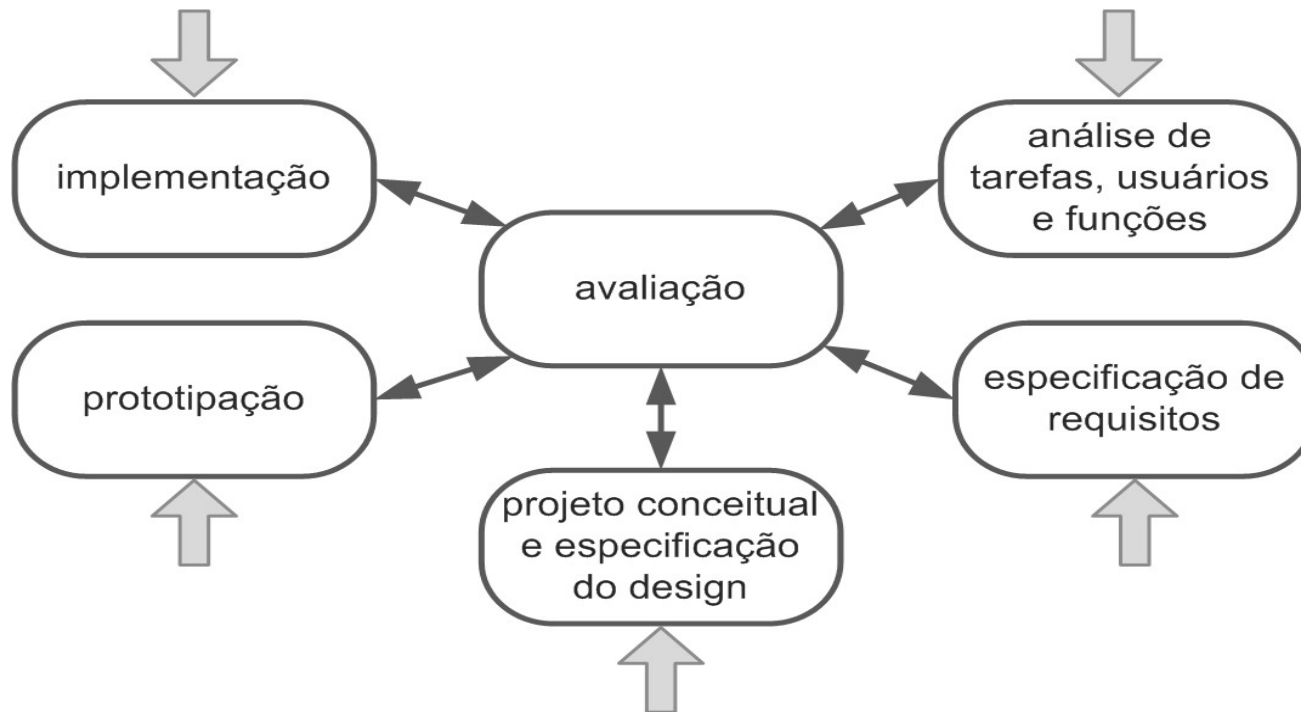 implementação
análise de
tarefas, usuários
e funções
avaliação
prototipação
especificação de
requisitos
projeto conceitual
e especificação
do design